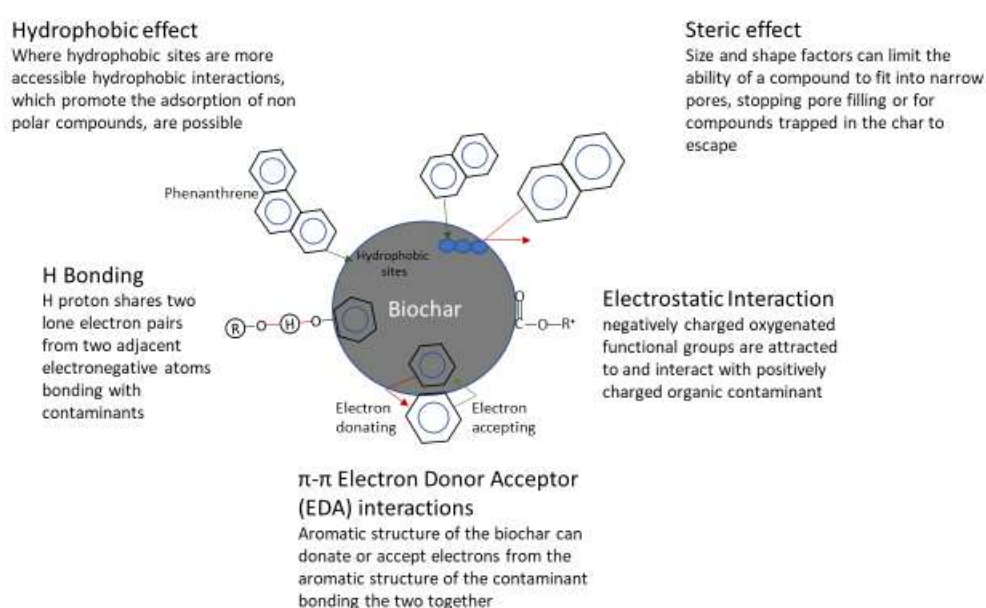 Hydrophobic effect
Where hydrophobic sites are more
accessible hydrophobic interactions,
which promote the adsorption of non
polar compounds, are possible
Steric effect
Size and shape factors can limit the
ability of a compound to fit into narrow
pores, stopping pore filling or for
compounds trapped in the char to
escape
Phenanthrene
Hydrophobic
sites
H Bonding
H proton shares two
lone electron pairs
from two adjacent
electronegative atoms
bonding with
contaminants
R-O-H-O
Biochar
O
C-O-R⁺
Electrostatic Interaction
negatively charged oxygenated
functional groups are attracted
to and interact with positively
charged organic contaminant
Electron
donating
Electron
accepting
π-π Electron Donor Acceptor
(EDA) interactions
Aromatic structure of the biochar can
donate or accept electrons from the
aromatic structure of the contaminant
bonding the two together